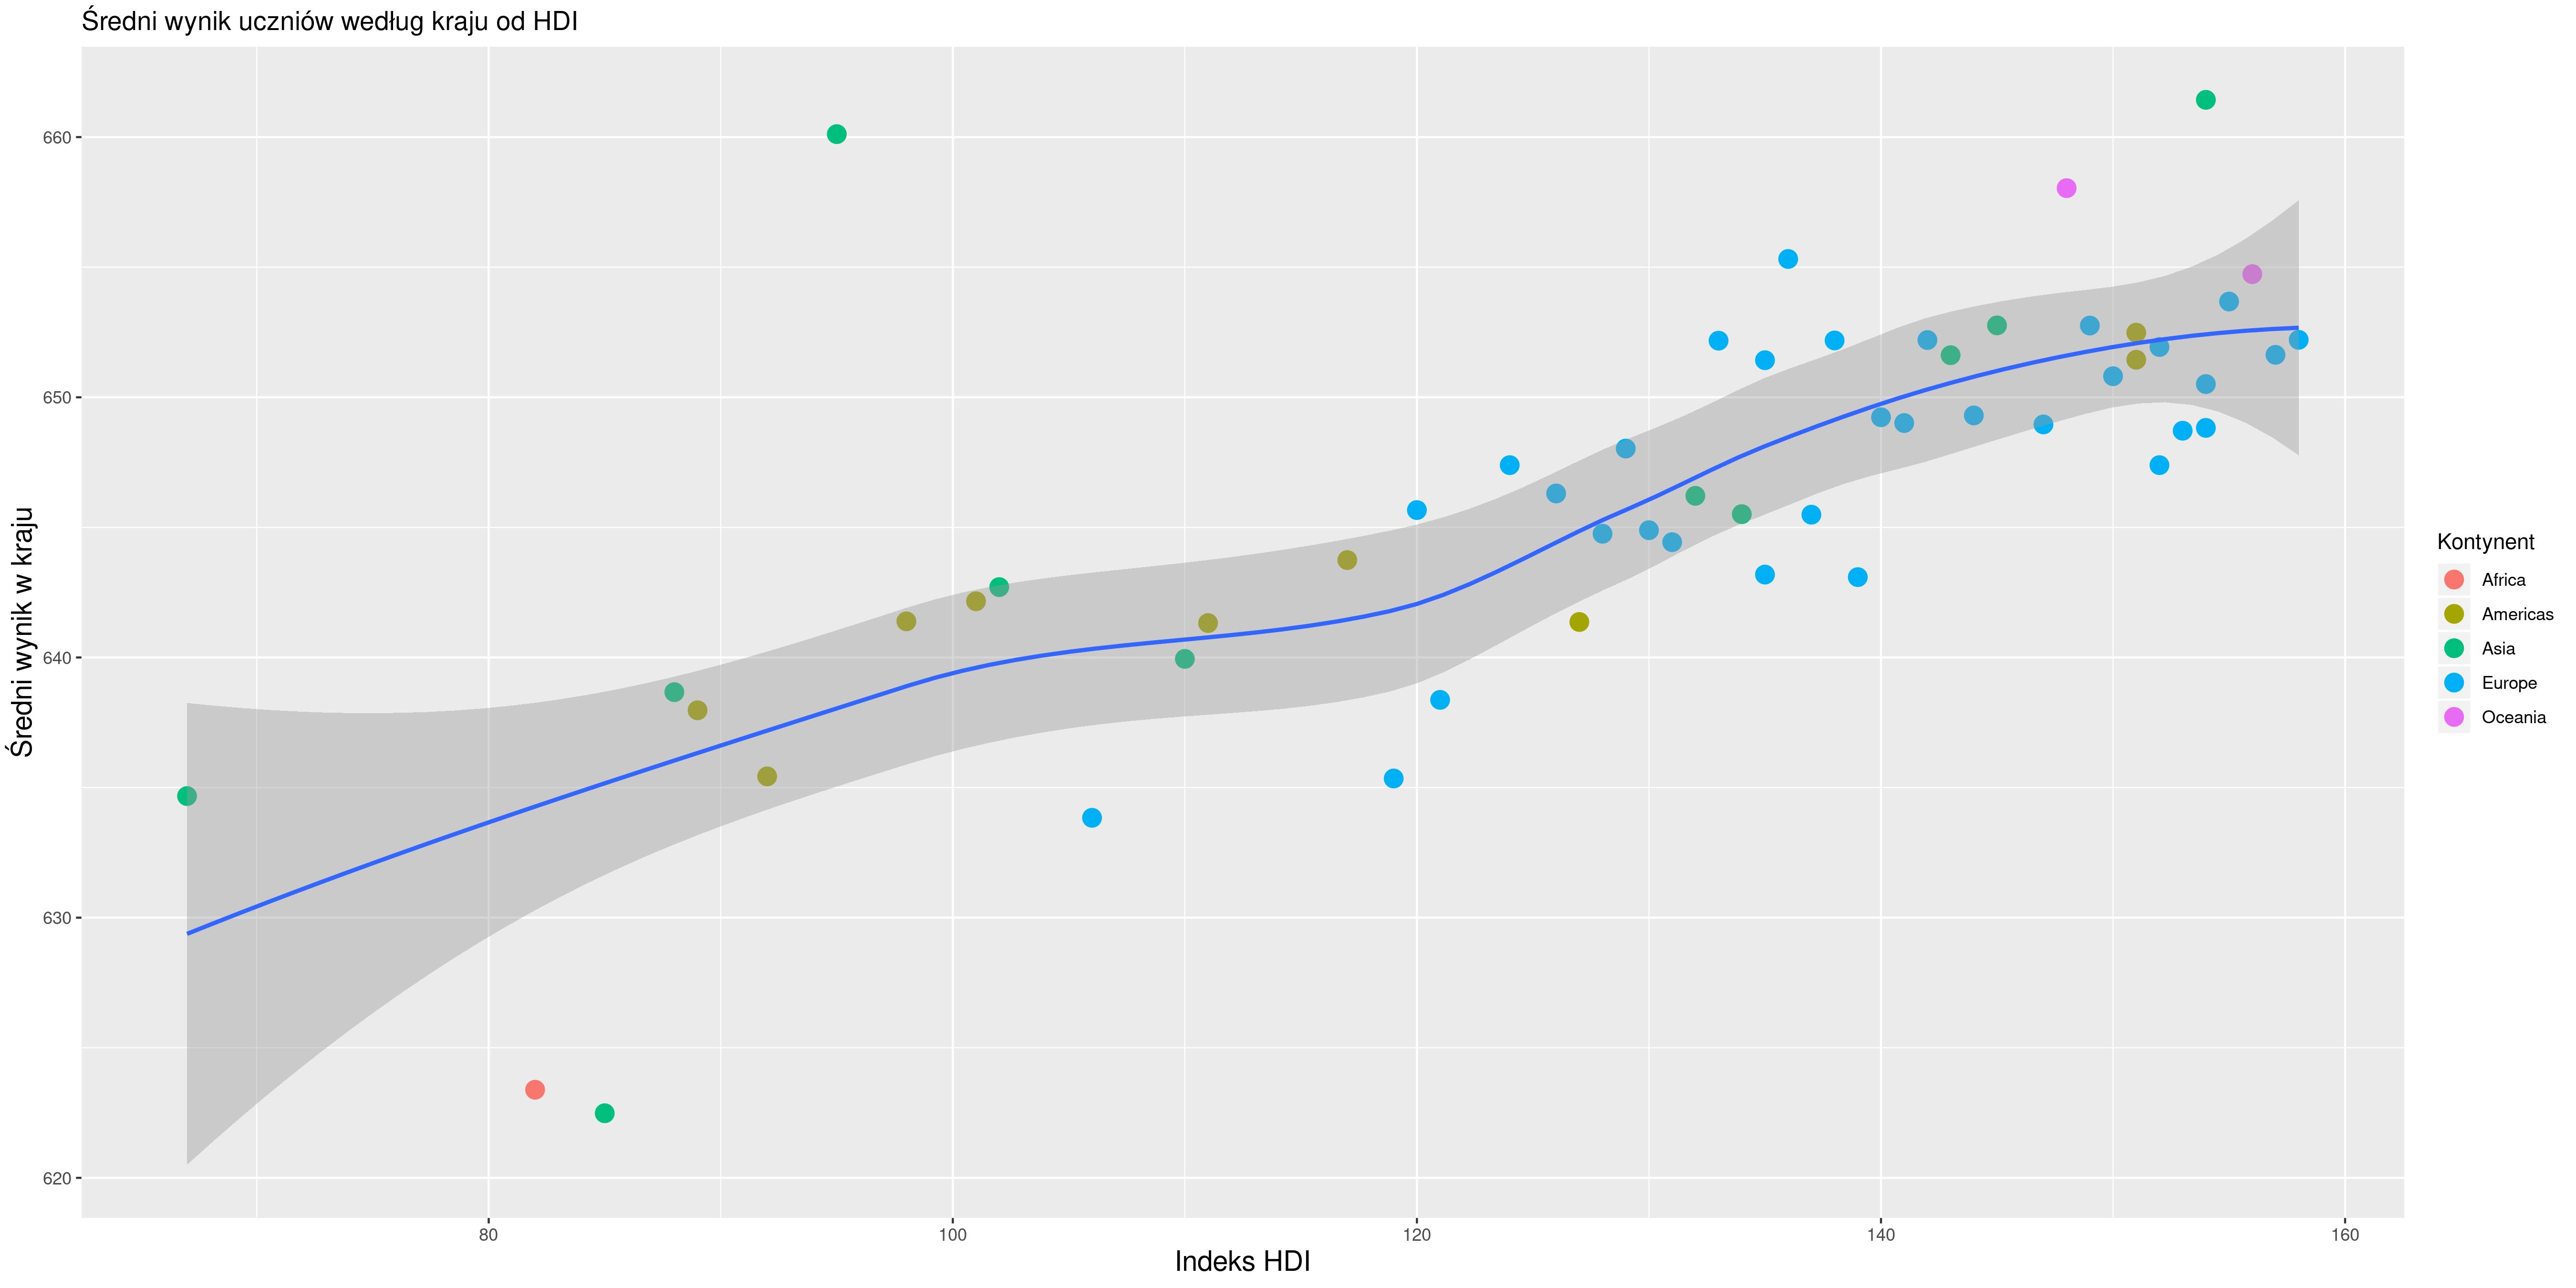 Średni wynik uczniów według kraju od HDI
Średni wynik w kraju
660
650
640
630
620
80
100
120
140
160
Indeks HDI
Kontynent
Africa
Americas
Asia
Europe
Oceania